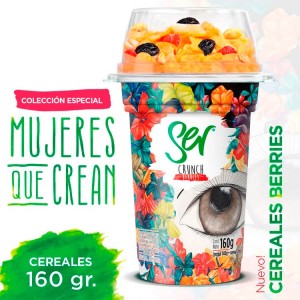 COLECCIÓN ESPECIAL
MUJERES
QUE CREAN
CEREALES
160 gr.
Ser
CRUNCH
160g
Nuevo!
CEREALES BERRIES